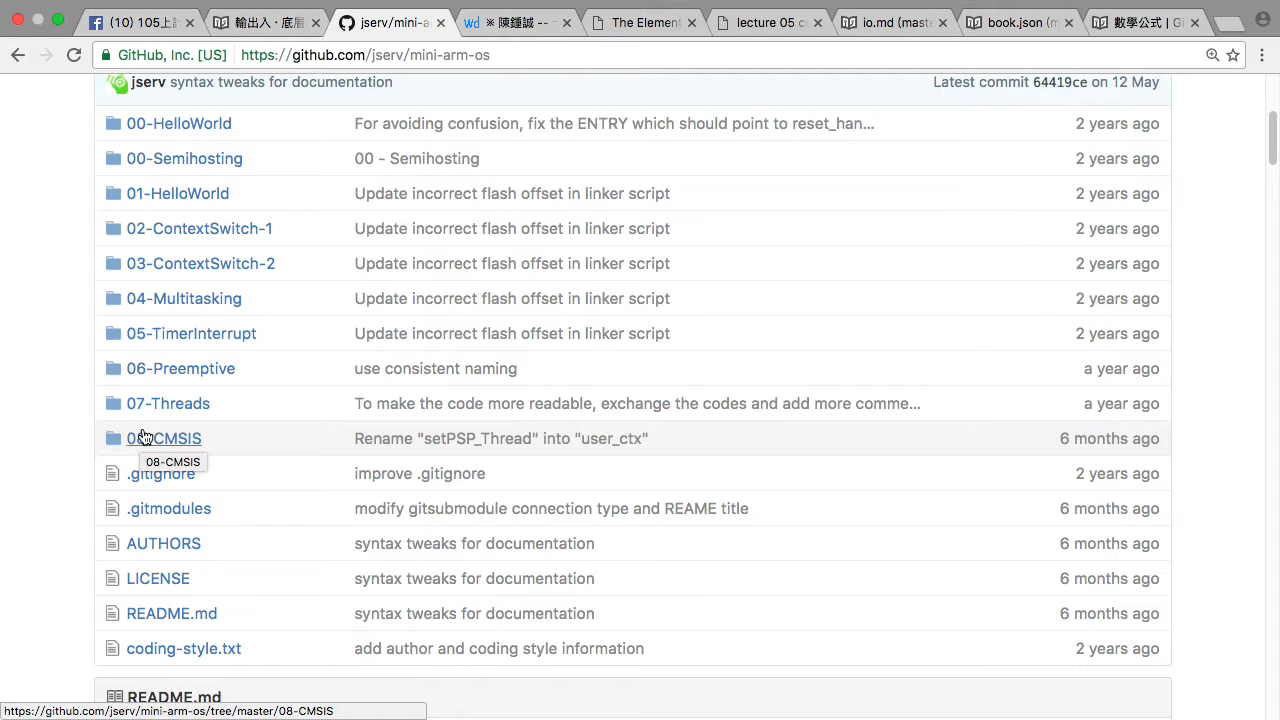 (10) 105上計
輸出入 · 底層
jserv/mini-a
※ 陳鍾誠 --
The Element
lecture 05
io.md (mast
book.json (m
數學公式 | Gi
GitHub, Inc. [US] https://github.com/jserv/mini-arm-os
jserv syntax tweaks for documentation Latest commit 64419ce on 12 May
00-HelloWorld For avoiding confusion, fix the ENTRY which should point to reset_han... 2 years ago
00-Semihosting 00 - Semihosting 2 years ago
01-HelloWorld Update incorrect flash offset in linker script 2 years ago
02-ContextSwitch-1 Update incorrect flash offset in linker script 2 years ago
03-ContextSwitch-2 Update incorrect flash offset in linker script 2 years ago
04-Multitasking Update incorrect flash offset in linker script 2 years ago
05-TimerInterrupt Update incorrect flash offset in linker script 2 years ago
06-Preemptive use consistent naming a year ago
07-Threads To make the code more readable, exchange the codes and add more comme... a year ago
08-CMSIS Rename "setPSP_Thread" into "user_ctx" 6 months ago
08-CMSIS
.gitignore improve .gitignore 2 years ago
.gitmodules modify gitsubmodule connection type and REAME title 6 months ago
AUTHORS syntax tweaks for documentation 6 months ago
LICENSE syntax tweaks for documentation 6 months ago
README.md syntax tweaks for documentation 6 months ago
coding-style.txt add author and coding style information 2 years ago
README.md
https://github.com/jserv/mini-arm-os/tree/master/08-CMSIS